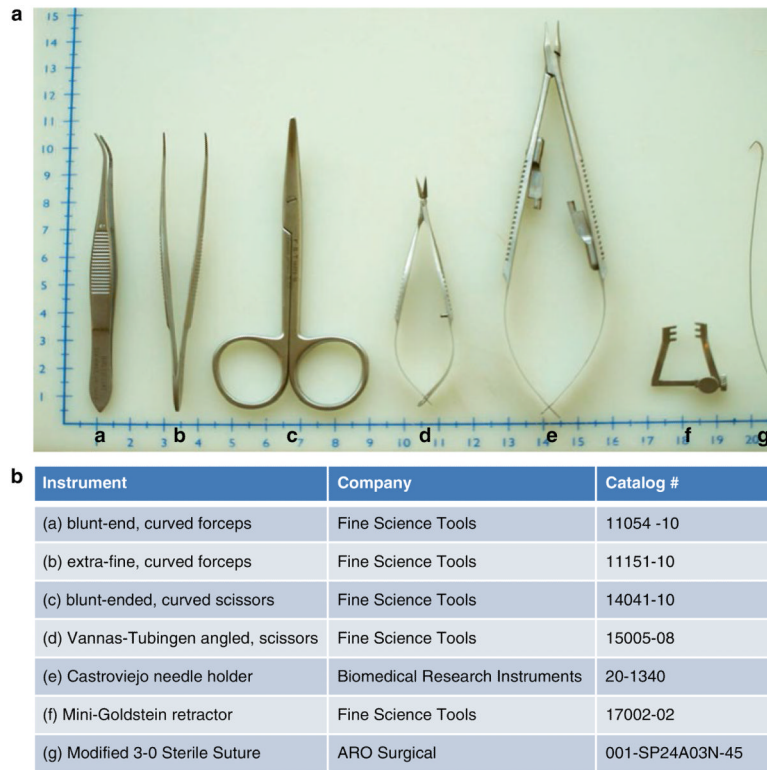 a
15
14
13
12
11
10
9
8
7
6
5
4
3
2
1
a b c d e f g
1 2 3 4 5 6 7 8 9 10 11 12 13 14 15 16 17 18 19 20
b
Instrument Company Catalog #
(a) blunt-end, curved forceps Fine Science Tools 11054 -10
(b) extra-fine, curved forceps Fine Science Tools 11151-10
(c) blunt-ended, curved scissors Fine Science Tools 14041-10
(d) Vannas-Tubingen angled, scissors Fine Science Tools 15005-08
(e) Castroviejo needle holder Biomedical Research Instruments 20-1340
(f) Mini-Goldstein retractor Fine Science Tools 17002-02
(g) Modified 3-0 Sterile Suture ARO Surgical 001-SP24A03N-45